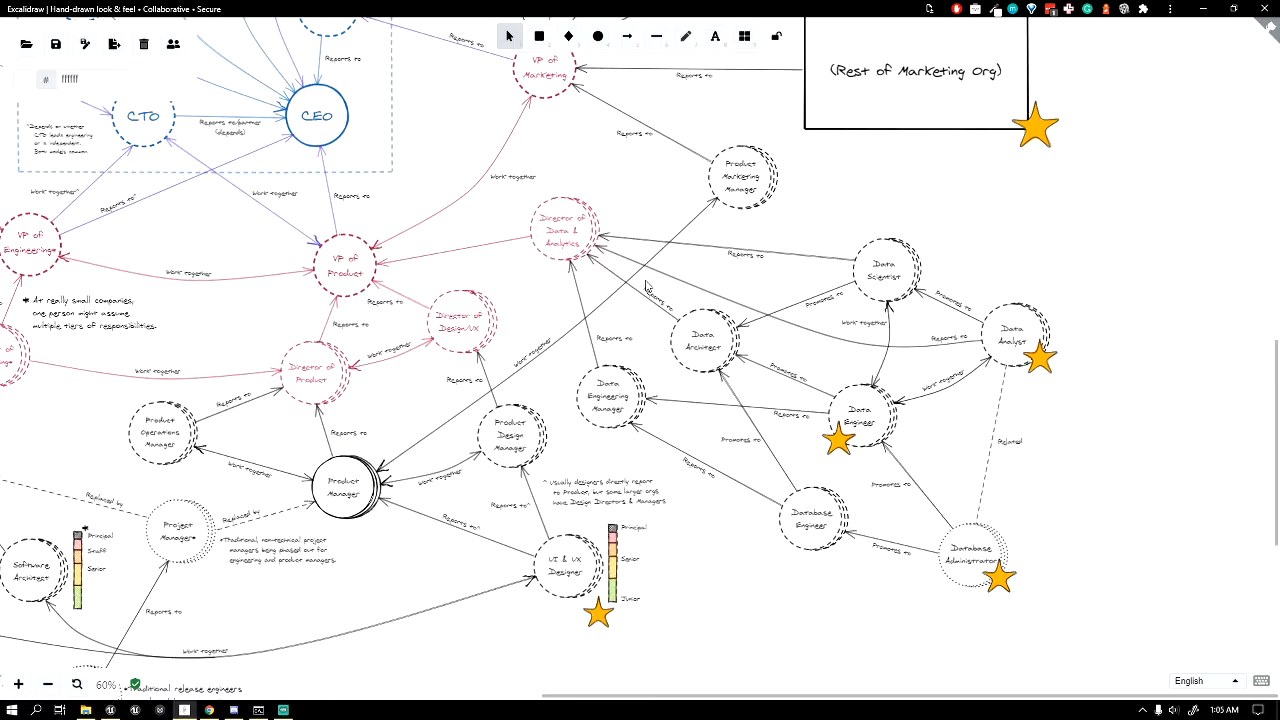 Excalidraw | Hand-drawn look & feel • Collaborative • Secure
# ffffff
Reports to
Reports to
VP of
Marketing
Reports to
(Rest of Marketing Org)
CTO
Reports to/partner
(depends)
CEO
*Depends on whether
CTO leads engineering
or is independent.
Both models common.
Reports to
Product
Marketing
Manager
Work together*
Reports to*
Work together
Reports to
Work together
Director of
Data &
Analytics
VP of
Engineering*
VP of
Product
Work together
Reports to
Data
Scientist
* At really small companies,
one person might assume
multiple tiers of responsibilities.
Reports to
Reports to
Director of
Design/UX
Reports to
Promoted to
Promoted to
Work together
Data
Architect
Data
Analyst
Reports to
Reports to
Work together
Work together
Work together
Director of
Product
Reports to
Promotes to
Work together
Data
Engineering
Manager
Reports to
Reports to
Data
Engineer
Product
Operations
Manager
Reports to
Product
Design
Manager
Promotes to
Related
Work together
Work together
Reports to
Product
Manager
^ Usually designers directly report
to Product, but some larger orgs
have Design Directors & Managers
Promotes to
Replaced by
Replaced by
Reports to^
Reports to^
Database
Engineer
Project
Manager*
Principal
Staff
Senior
*Traditional, non-technical project
managers being phased out for
engineering and product managers.
Principal
Senior
Junior
Promotes to
Database
Administrator
Software
Architect
UI & UX
Designer
Reports to
Work together
60%
Traditional release engineers
English
1:05 AM